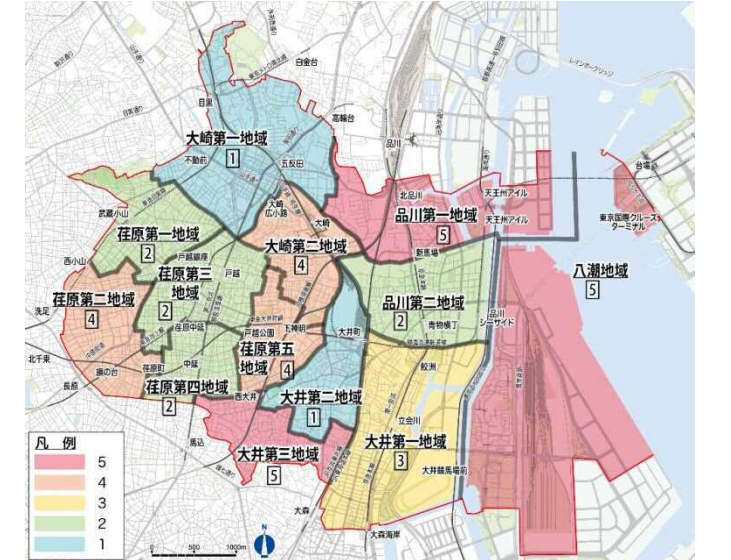 白金台
レインボーブリッジ
目黒
高輪台
大崎第一地域
1
品川
不動前
五反田
台場
北品川
天王洲アイル
大崎
広小路
品川第一地域
5
天王洲アイル
東京国際クルーズ
ターミナル
武蔵小山
大崎
荏原第一地域
2
大崎第二地域
4
新馬場
西小山
戸越銀座
荏原第三
地域
2
戸越
八潮地域
5
荏原第二地域
4
品川第二地域
2
洗足
品川
シーサイド
戸越公園
下神明
大井町
青物横丁
荏原中延
北千束
荏原第五
地域
4
荏原町
中延
鮫洲
旗の台
長原
荏原第四地域
2
西大井
大井第二地域
1
立会川
馬込
大井第三地域
5
大井第一地域
3
大井競馬場前
凡 例
5
4
3
2
1
大森
大森海岸
N
0
500
1000m